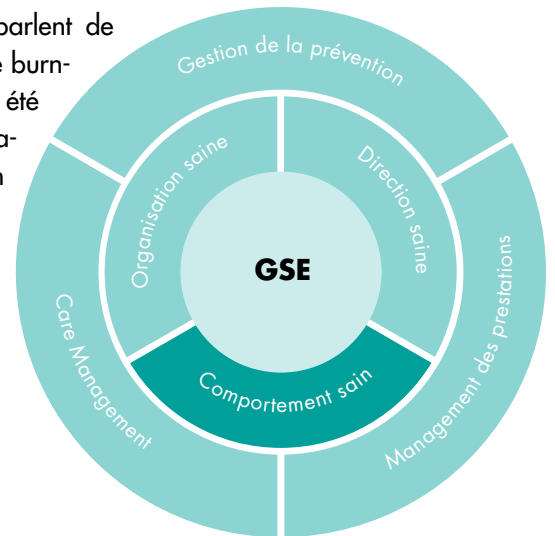 parlent de
burn-
été
a-
Gestion de la prévention
Organisation saine
Direction saine
GSE
Comportement sain
Care Management
Management des prestations